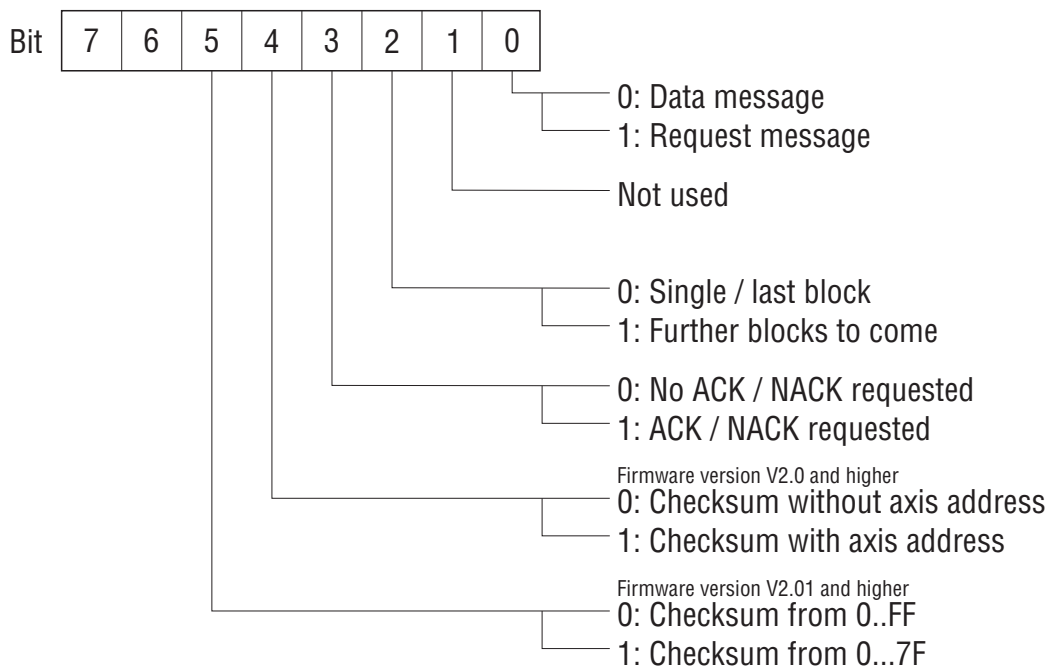 Bit 7 6 5 4 3 2 1 0
0: Data message
1: Request message
Not used
0: Single / last block
1: Further blocks to come
0: No ACK / NACK requested
1: ACK / NACK requested
Firmware version V2.0 and higher
0: Checksum without axis address
1: Checksum with axis address
Firmware version V2.01 and higher
0: Checksum from 0..FF
1: Checksum from 0...7F